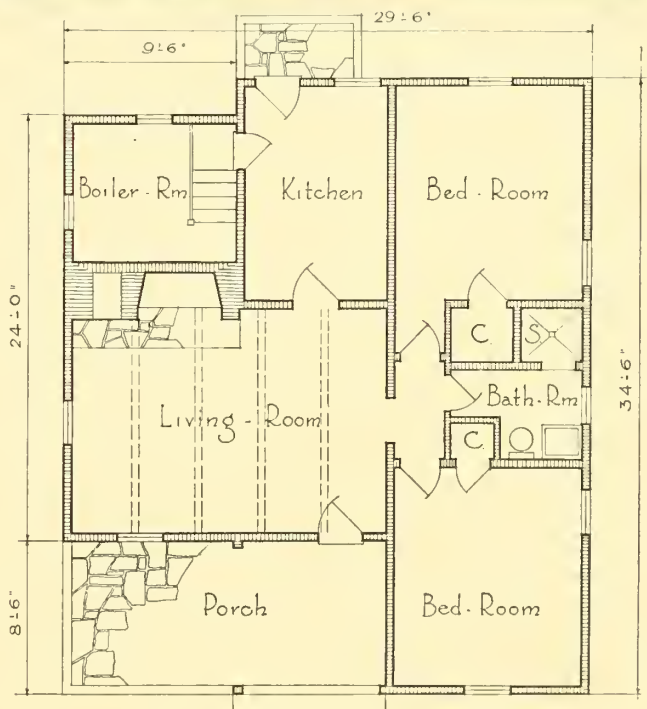 29'-6"
9'-6"
Boiler-Rm
Kitchen
Bed-Room
24'-0"
34'-6"
C.
S
Living-Room
Bath-Rm
C.
8'-6"
Porch
Bed-Room